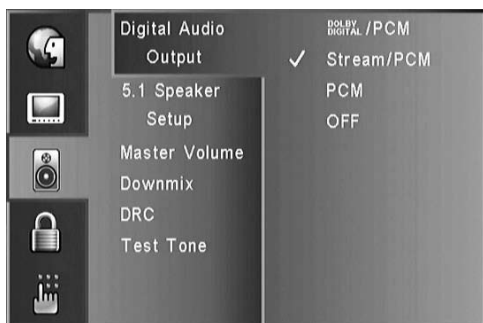 Digital Audio
Output
5.1 Speaker
Setup
Master Volume
Downmix
DRC
Test Tone
DOLBY DIGITAL /PCM
✓ Stream/PCM
PCM
OFF